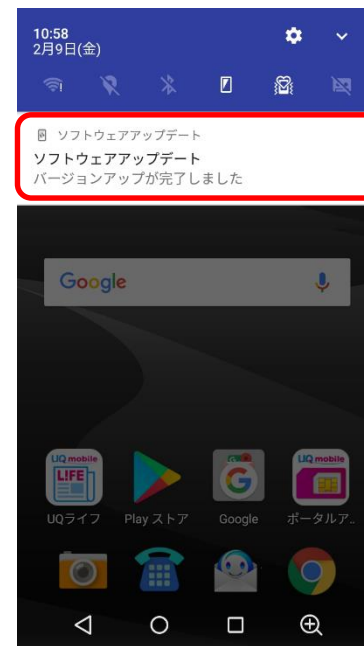 10:58
2月9日(金)
ソフトウェアアップデート
ソフトウェアアップデート
バージョンアップが完了しました
Google
UQ mobile
LIFE
UQ mobile
UQライフ
Play ストア
Google
ポータルア..